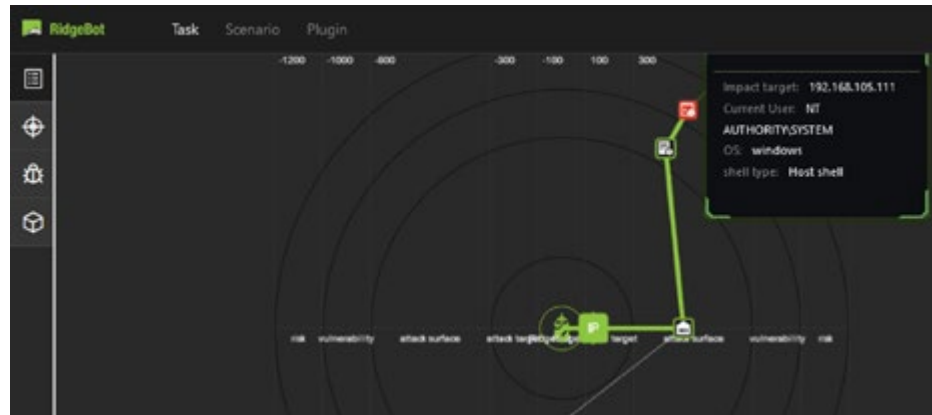 RidgeBot Task Scenario Plugin
-1200 -1000 -800 -300 -100 100 300
Impact target: 192.168.105.111
Current User: NT
AUTHORITY\SYSTEM
OS: windows
shell type: Host shell
IP
risk vulnerability attack surface attack target attack surface vulnerability risk